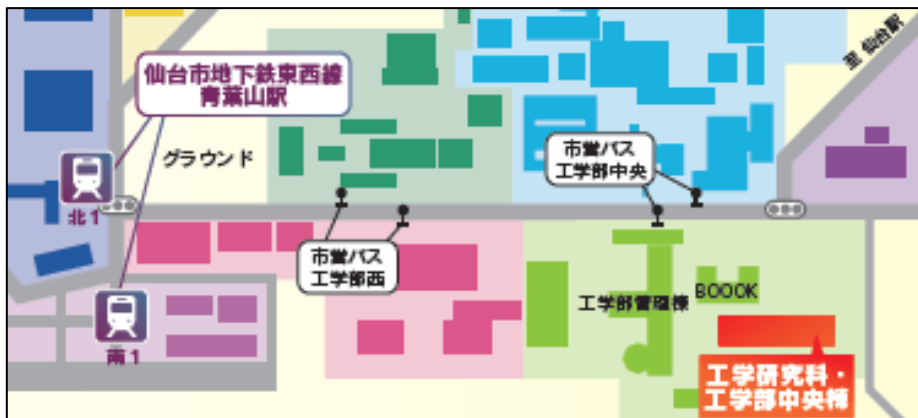 至 仙台駅
仙台市地下鉄東西線
青葉山駅
グラウンド
市営バス
工学部中央
北1
市営バス
工学部西
南1
工学部管理棟
BOOOK
工学研究科・
工学部中央棟